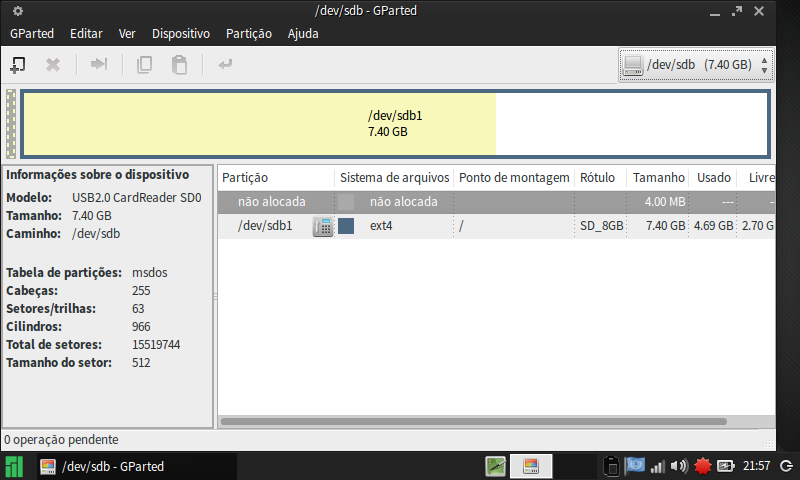 /dev/sdb - GParted
GParted Editar Ver Dispositivo Partição Ajuda
/dev/sdb (7.40 GB)
/dev/sdb1
7.40 GB
Informações sobre o dispositivo
Modelo: USB2.0 CardReader SD0
Tamanho: 7.40 GB
Caminho: /dev/sdb
Tabela de partições: msdos
Cabeças: 255
Setores/trilhas: 63
Cilindros: 966
Total de setores: 15519744
Tamanho do setor: 512
Partição Sistema de arquivos Ponto de montagem Rótulo Tamanho Usado Livre
não alocada não alocada 4.00 MB --- -
/dev/sdb1 ext4 / SD_8GB 7.40 GB 4.69 GB 2.70 G
0 operação pendente
/dev/sdb - GParted
21:57